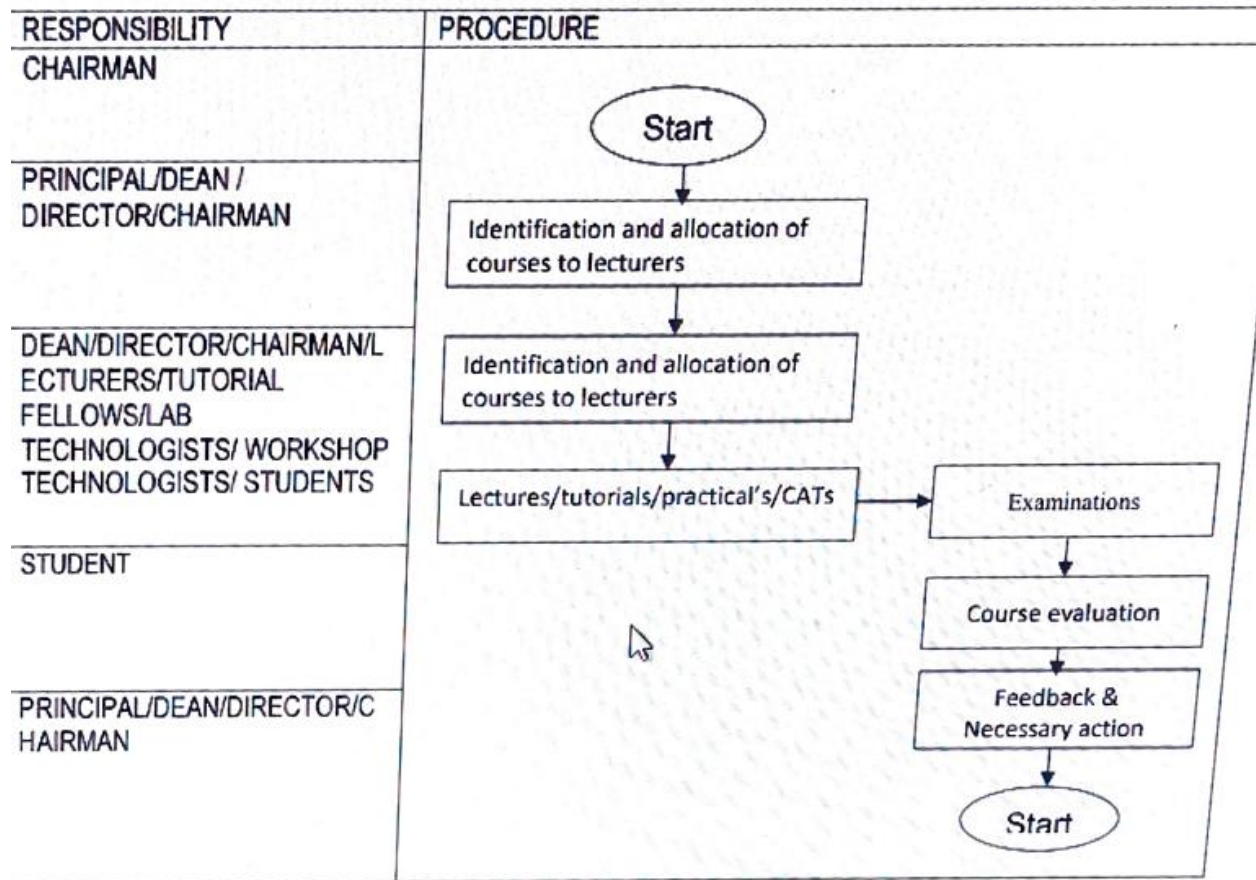 RESPONSIBILITY
PROCEDURE
CHAIRMAN
Start
PRINCIPAL/DEAN /
DIRECTOR/CHAIRMAN
Identification and allocation of
courses to lecturers
DEAN/DIRECTOR/CHAIRMAN/L
ECTURERS/TUTORIAL
FELLOWS/LAB
TECHNOLOGISTS/ WORKSHOP
TECHNOLOGISTS/ STUDENTS
Identification and allocation of
courses to lecturers
Lectures/tutorials/practical's/CATs
Examinations
STUDENT
Course evaluation
PRINCIPAL/DEAN/DIRECTOR/C
HAIRMAN
Feedback &
Necessary action
Start